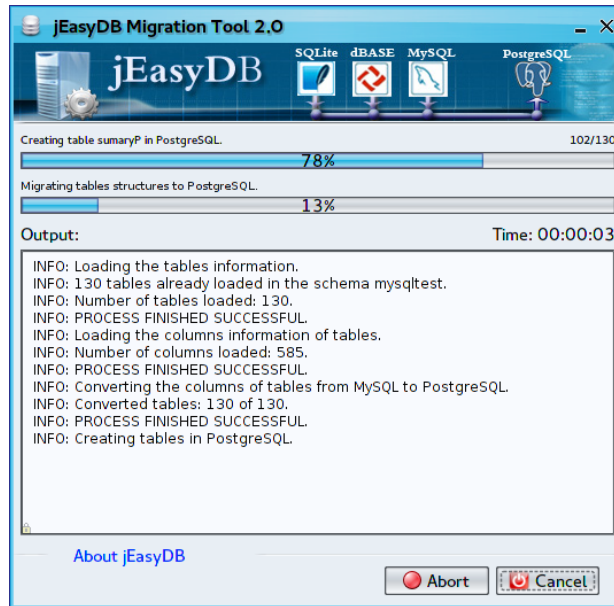 jEasyDB Migration Tool 2.0
jEasyDB
SQLite dBASE MySQL PostgreSQL
Creating table sumaryP in PostgreSQL. 102/130
78%
Migrating tables structures to PostgreSQL.
13%
Output: Time: 00:00:03
INFO: Loading the tables information.
INFO: 130 tables already loaded in the schema mysqltest.
INFO: Number of tables loaded: 130.
INFO: PROCESS FINISHED SUCCESSFUL.
INFO: Loading the columns information of tables.
INFO: Number of columns loaded: 585.
INFO: PROCESS FINISHED SUCCESSFUL.
INFO: Converting the columns of tables from MySQL to PostgreSQL.
INFO: Converted tables: 130 of 130.
INFO: PROCESS FINISHED SUCCESSFUL.
INFO: Creating tables in PostgreSQL.
About jEasyDB
Abort Cancel